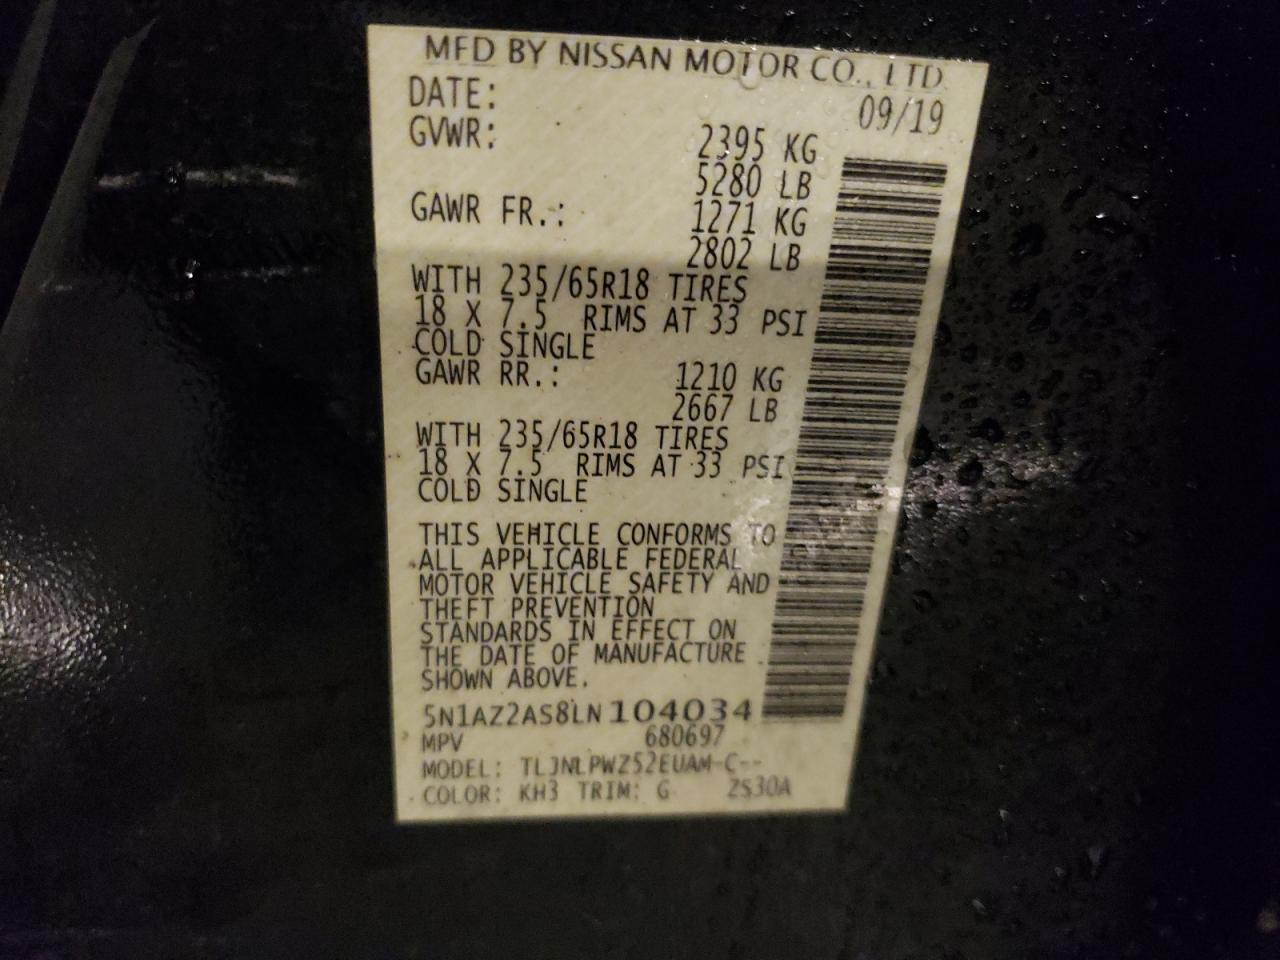 MFD BY NISSAN MOTOR CO., LTD.
DATE: 09/19
GVWR: 2395 KG
5280 LB
GAWR FR.: 1271 KG
2802 LB
WITH 235/65R18 TIRES
18 X 7.5 RIMS AT 33 PSI
COLD SINGLE
GAWR RR.: 1210 KG
2667 LB
WITH 235/65R18 TIRES
18 X 7.5 RIMS AT 33 PSI
COLD SINGLE
THIS VEHICLE CONFORMS TO
ALL APPLICABLE FEDERAL
MOTOR VEHICLE SAFETY AND
THEFT PREVENTION
STANDARDS IN EFFECT ON
THE DATE OF MANUFACTURE
SHOWN ABOVE.
5N1AZ2AS8LN104034
MPV 680697
MODEL: TLJNLPWZ52EUAM-C--
COLOR: KH3 TRIM: G ZS30A